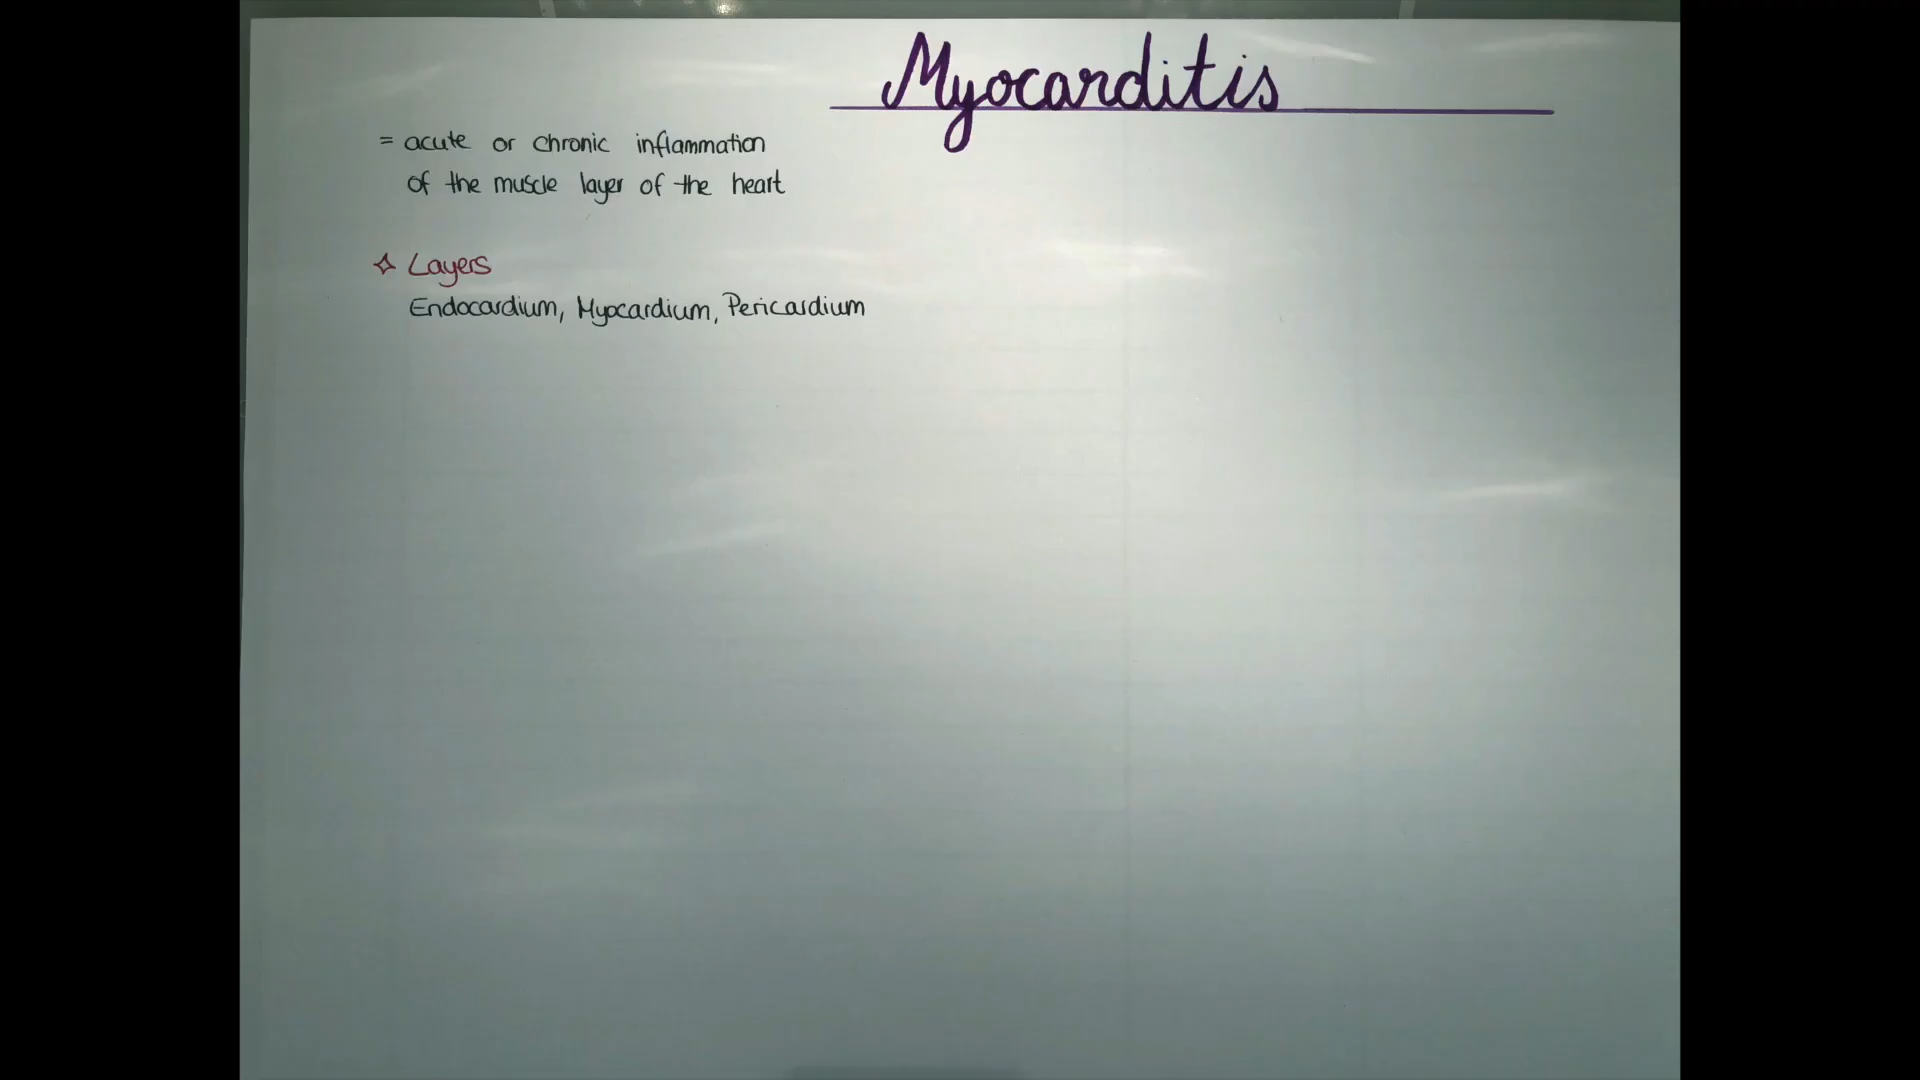 Myocarditis
= acute or chronic inflammation
of the muscle layer of the heart
✧ Layers
Endocardium, Myocardium, Pericardium